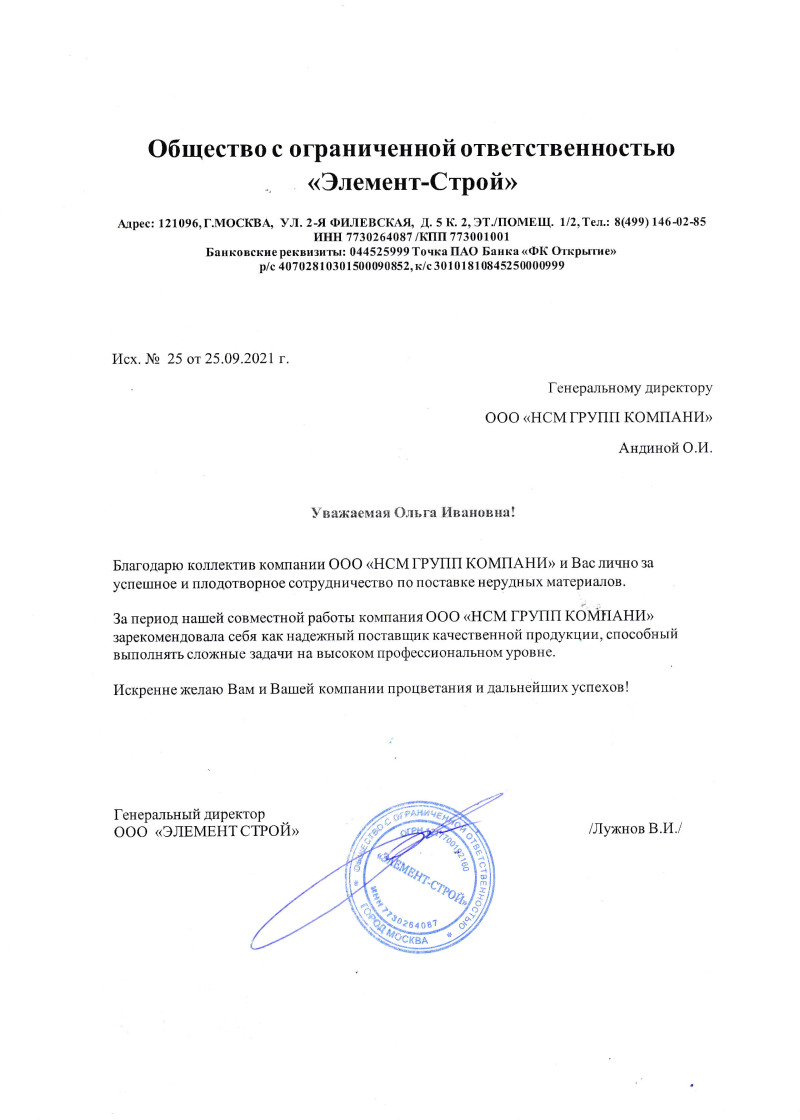 Общество с ограниченной ответственностью
«Элемент-Строй»
Адрес: 121096, Г.МОСКВА, УЛ. 2-Я ФИЛЕВСКАЯ, Д. 5 К. 2, ЭТ./ПОМЕЩ. 1/2, Тел.: 8(499) 146-02-85
ИНН 7730264087 /КПП 773001001
Банковские реквизиты: 044525999 Точка ПАО Банка «ФК Открытие»
р/с 40702810301500090852, к/с 30101810845250000999
Исх. № 25 от 25.09.2021 г.
Генеральному директору
ООО «НСМ ГРУПП КОМПАНИ»
Андиной О.И.
Уважаемая Ольга Ивановна!
Благодарю коллектив компании ООО «НСМ ГРУПП КОМПАНИ» и Вас лично за
успешное и плодотворное сотрудничество по поставке нерудных материалов.
За период нашей совместной работы компания ООО «НСМ ГРУПП КОМПАНИ»
зарекомендовала себя как надежный поставщик качественной продукции, способный
выполнять сложные задачи на высоком профессиональном уровне.
Искренне желаю Вам и Вашей компании процветания и дальнейших успехов!
Генеральный директор
ООО «ЭЛЕМЕНТ СТРОЙ»
/Лужнов В.И./
ОБЩЕСТВО С ОГРАНИЧЕННОЙ ОТВЕТСТВЕННОСТЬЮ
ОГРН
«ЭЛЕМЕНТ-СТРОЙ»
ИНН 7730264087
ГОРОД МОСКВА